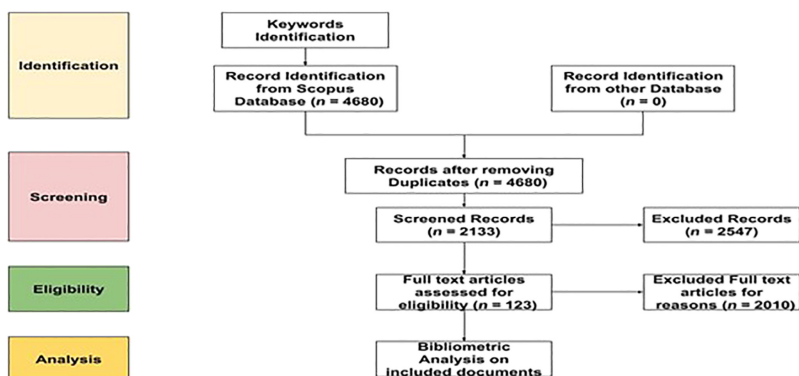 Identification
Keywords
Identification
Record Identification
from Scopus
Database (n = 4680)
Record Identification
from other Database
(n = 0)
Screening
Records after removing
Duplicates (n = 4680)
Screened Records
(n = 2133)
Excluded Records
(n = 2547)
Eligibility
Full text articles
assessed for
eligibility (n = 123)
Excluded Full text
articles for
reasons (n = 2010)
Analysis
Bibliometric
Analysis on
included documents